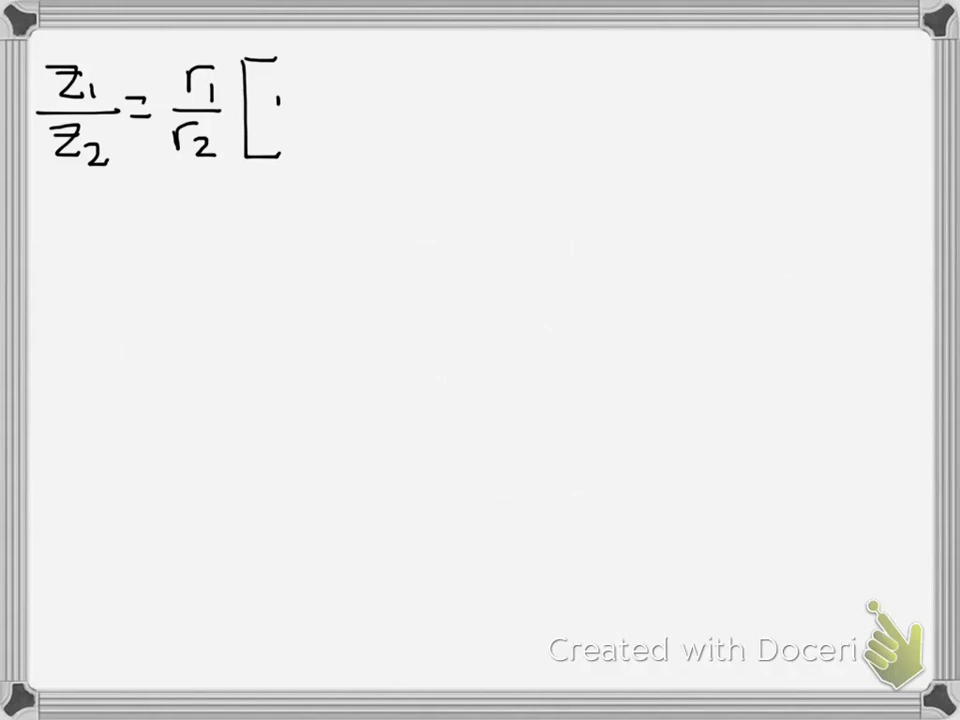 z₁/z₂ = r₁/r₂ [
Created with Doceri